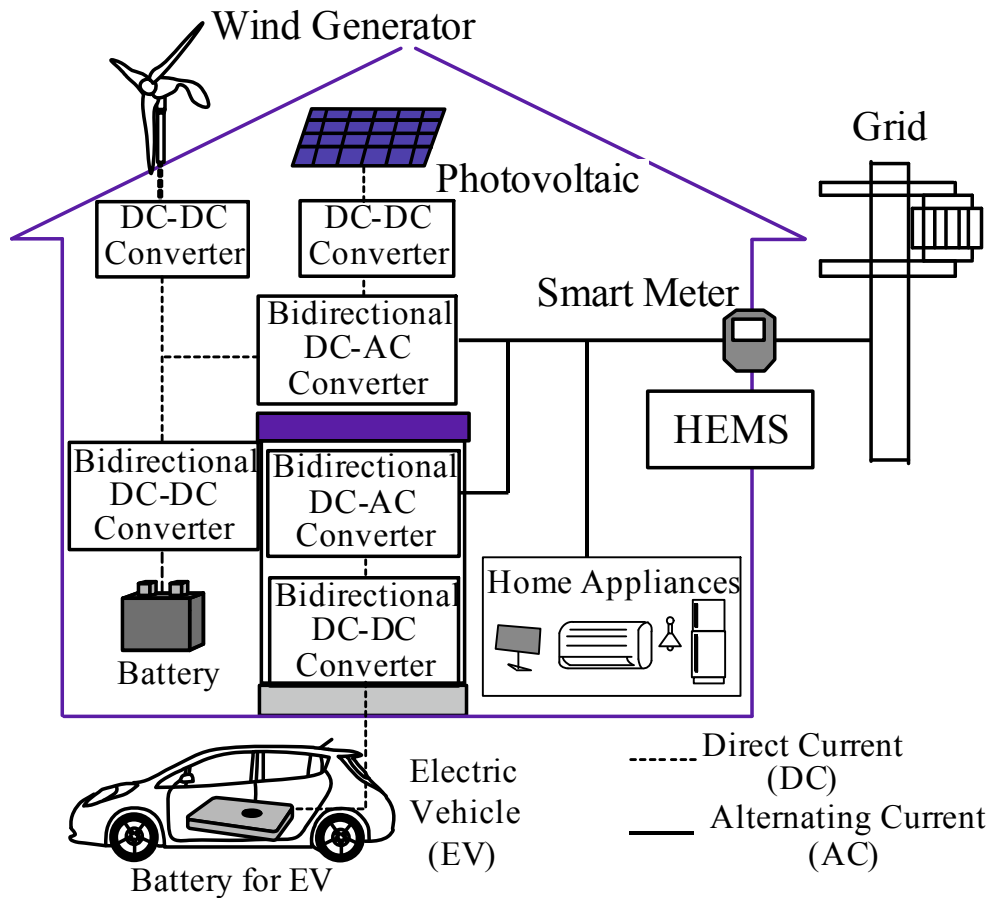 Wind Generator
Grid
Photovoltaic
DC-DC
Converter
DC-DC
Converter
Smart Meter
Bidirectional
DC-AC
Converter
HEMS
Bidirectional
DC-DC
Converter
Bidirectional
DC-AC
Converter
Home Appliances
Bidirectional
DC-DC
Converter
Battery
Electric
Vehicle
(EV)
Battery for EV
Direct Current
(DC)
Alternating Current
(AC)